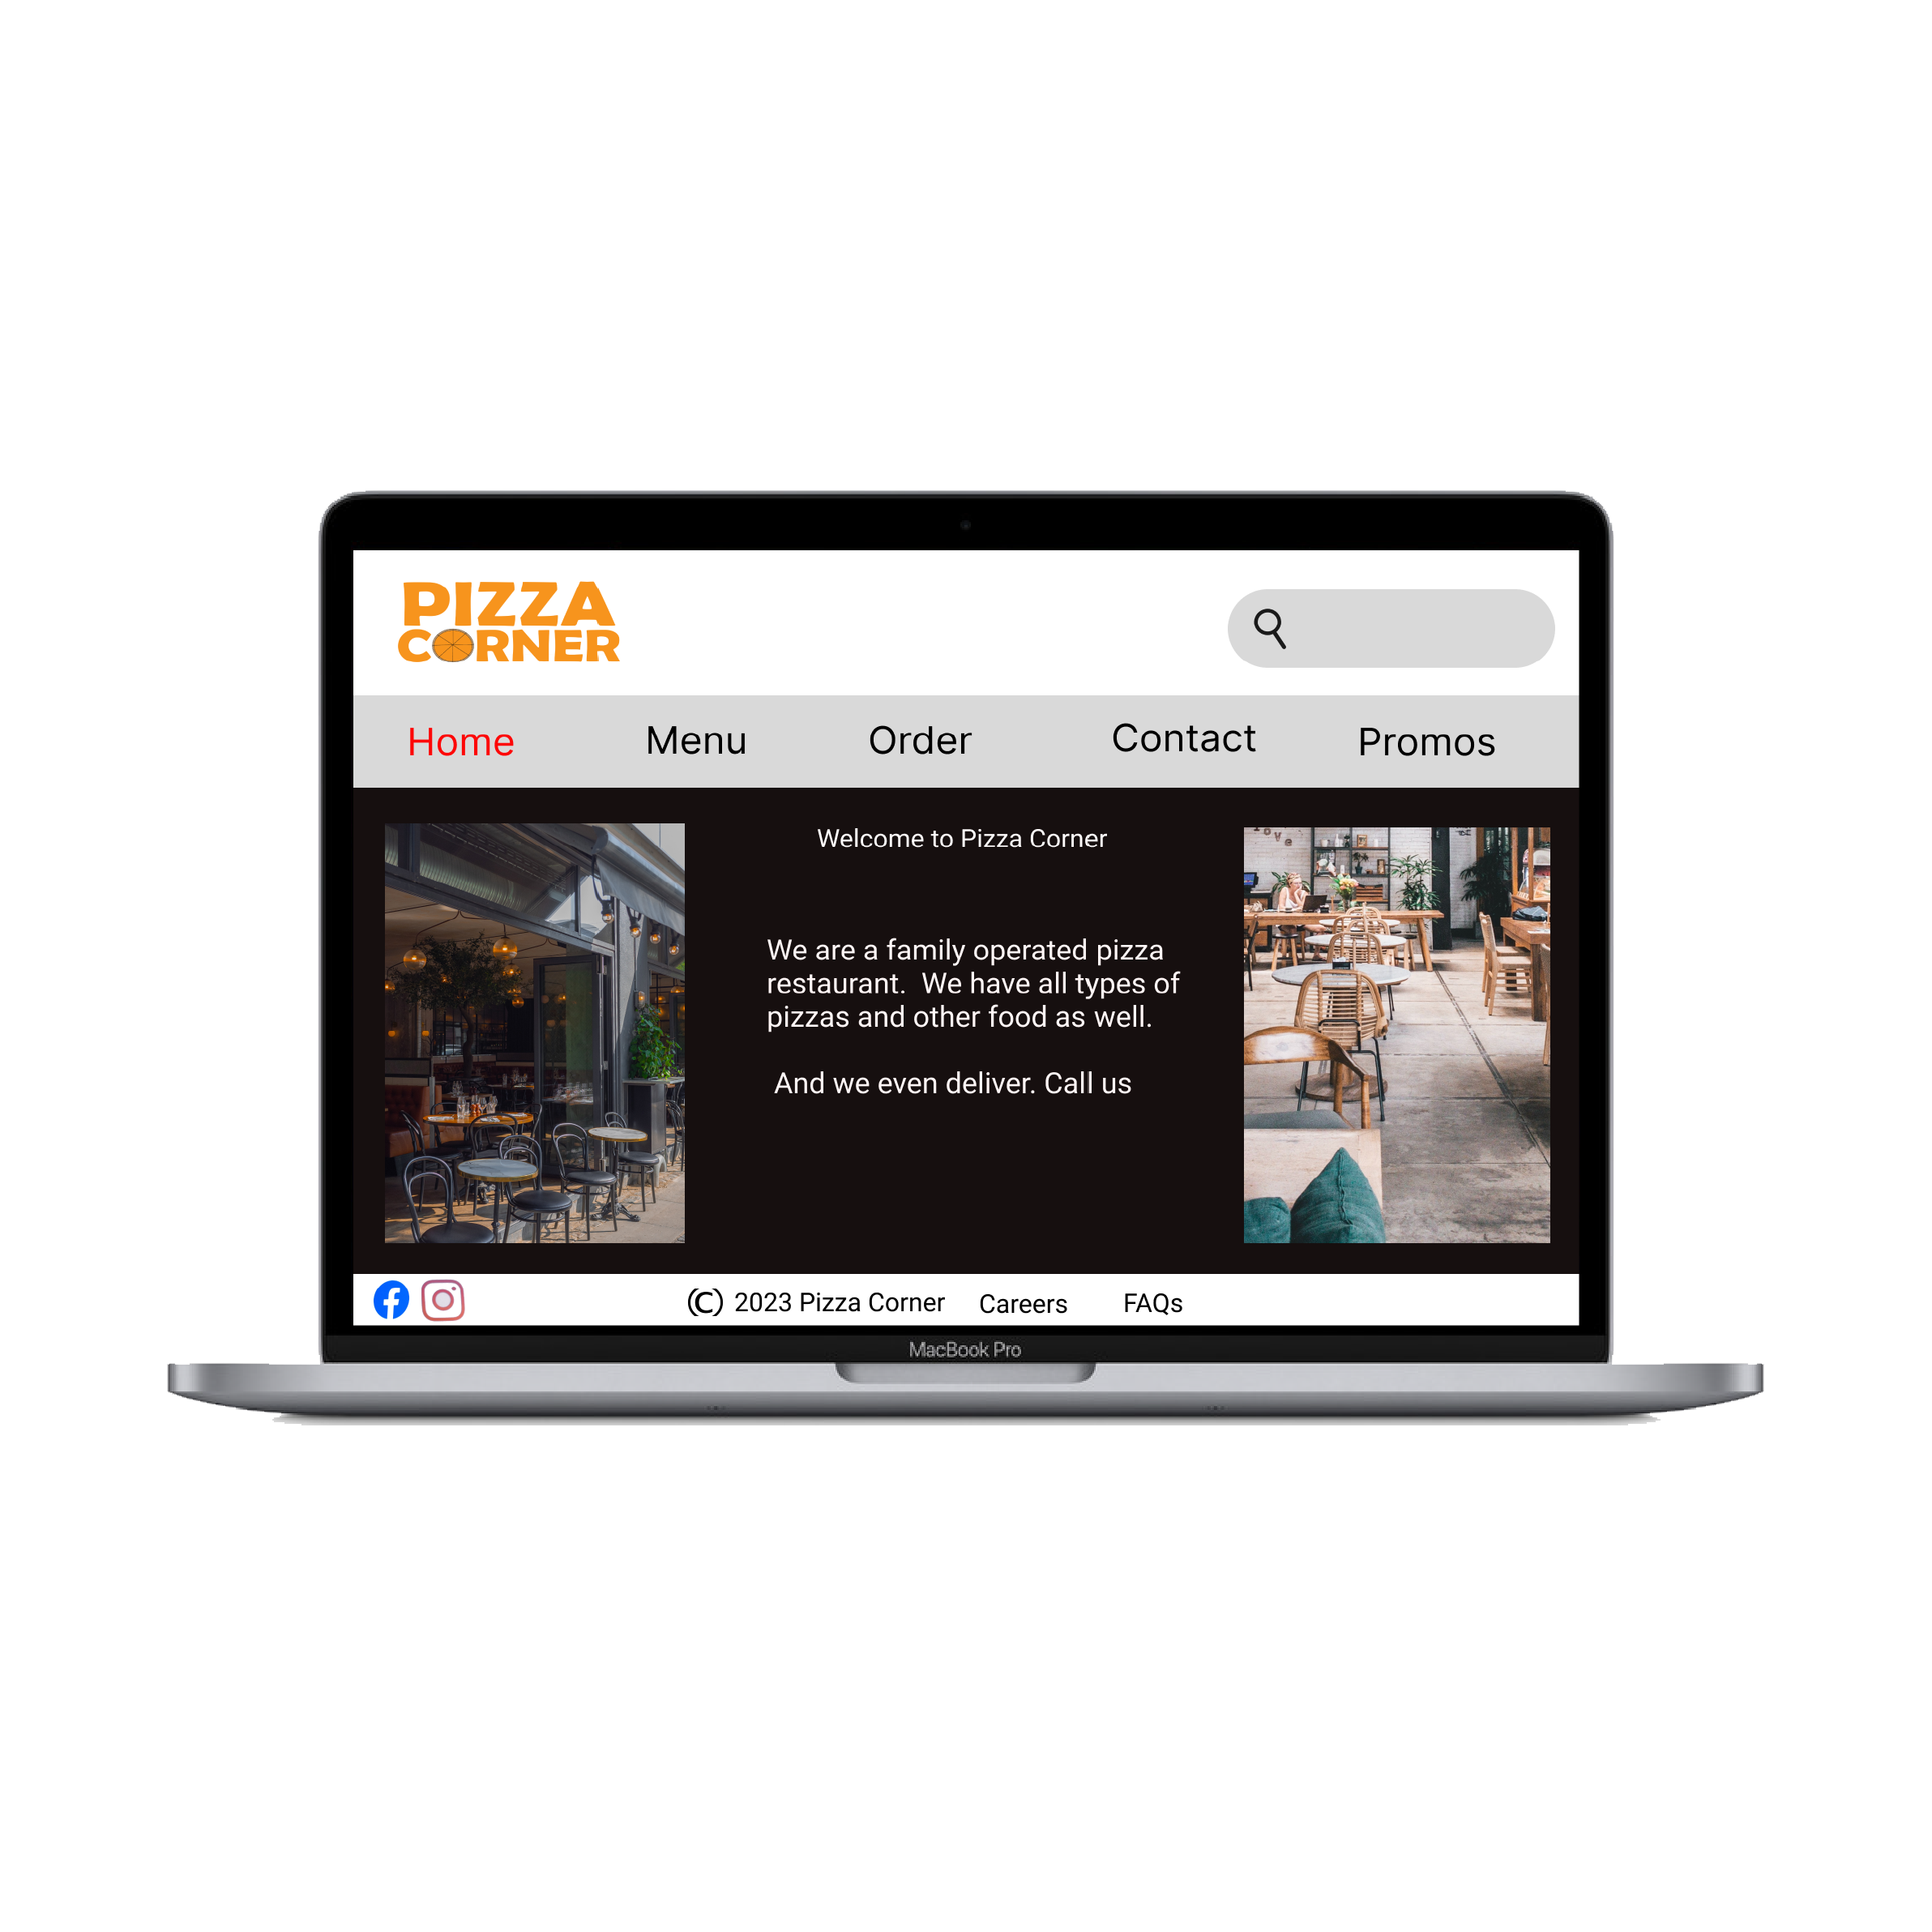 PIZZA
CORNER
Home Menu Order Contact Promos
Welcome to Pizza Corner
We are a family operated pizza
restaurant.  We have all types of
pizzas and other food as well.
And we even deliver. Call us
© 2023 Pizza Corner Careers FAQs
MacBook Pro